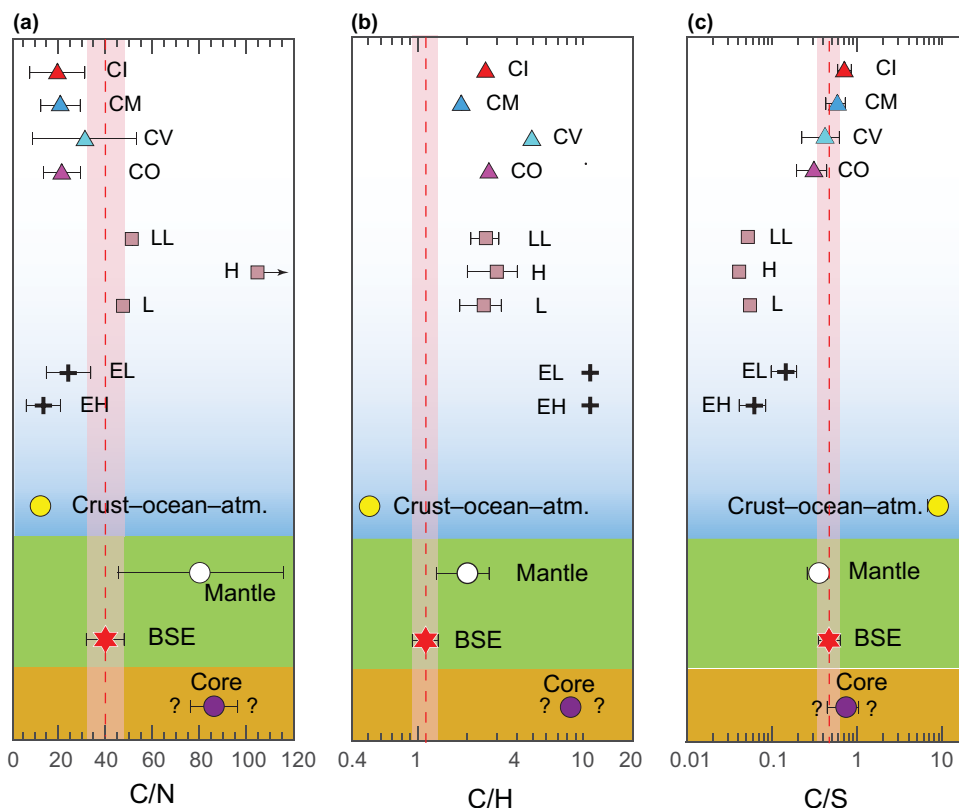 (a)
CI
CM
CV
CO
LL
H
L
EL
EH
Crust–ocean–atm.
Mantle
BSE
Core
? ?
0 20 40 60 80 100 120
C/N
(b)
CI
CM
CV
CO
LL
H
L
EL
EH
Crust–ocean–atm.
Mantle
BSE
Core
? ?
0.4 1 2 4 10 20
C/H
(c)
CI
CM
CV
CO
LL
H
L
EL
EH
Crust–ocean–atm.
Mantle
BSE
Core
? ?
0.01 0.1 1 10
C/S